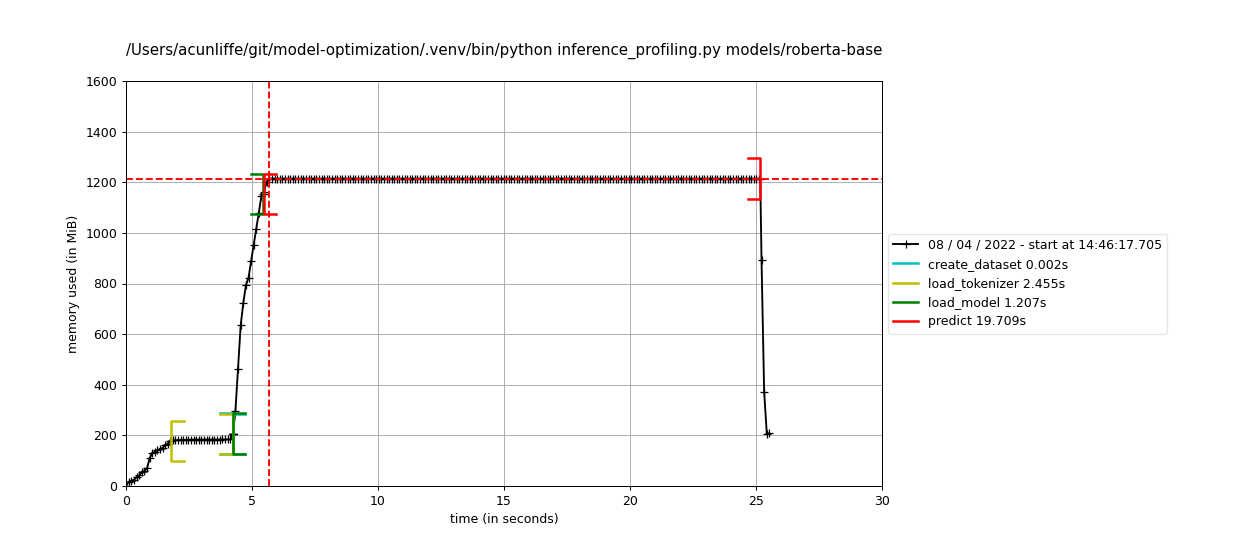 /Users/acunliffe/git/model-optimization/.venv/bin/python inference_profiling.py models/roberta-base
1600
1400
1200
1000
800
600
400
200
0
memory used (in MiB)
0 5 10 15 20 25 30
time (in seconds)
08 / 04 / 2022 - start at 14:46:17.705
create_dataset 0.002s
load_tokenizer 2.455s
load_model 1.207s
predict 19.709s